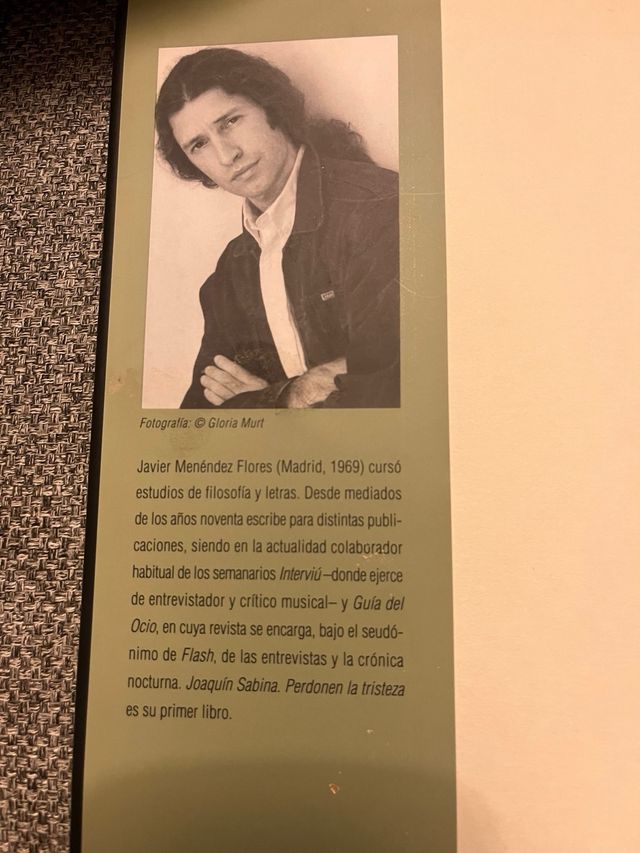 Fotografía: © Gloria Murt
Javier Menéndez Flores (Madrid, 1969) cursó
estudios de filosofía y letras. Desde mediados
de los años noventa escribe para distintas publi-
caciones, siendo en la actualidad colaborador
habitual de los semanarios Interviú –donde ejerce
de entrevistador y crítico musical– y Guía del
Ocio, en cuya revista se encarga, bajo el seudó-
nimo de Flash, de las entrevistas y la crónica
nocturna. Joaquín Sabina. Perdonen la tristeza
es su primer libro.